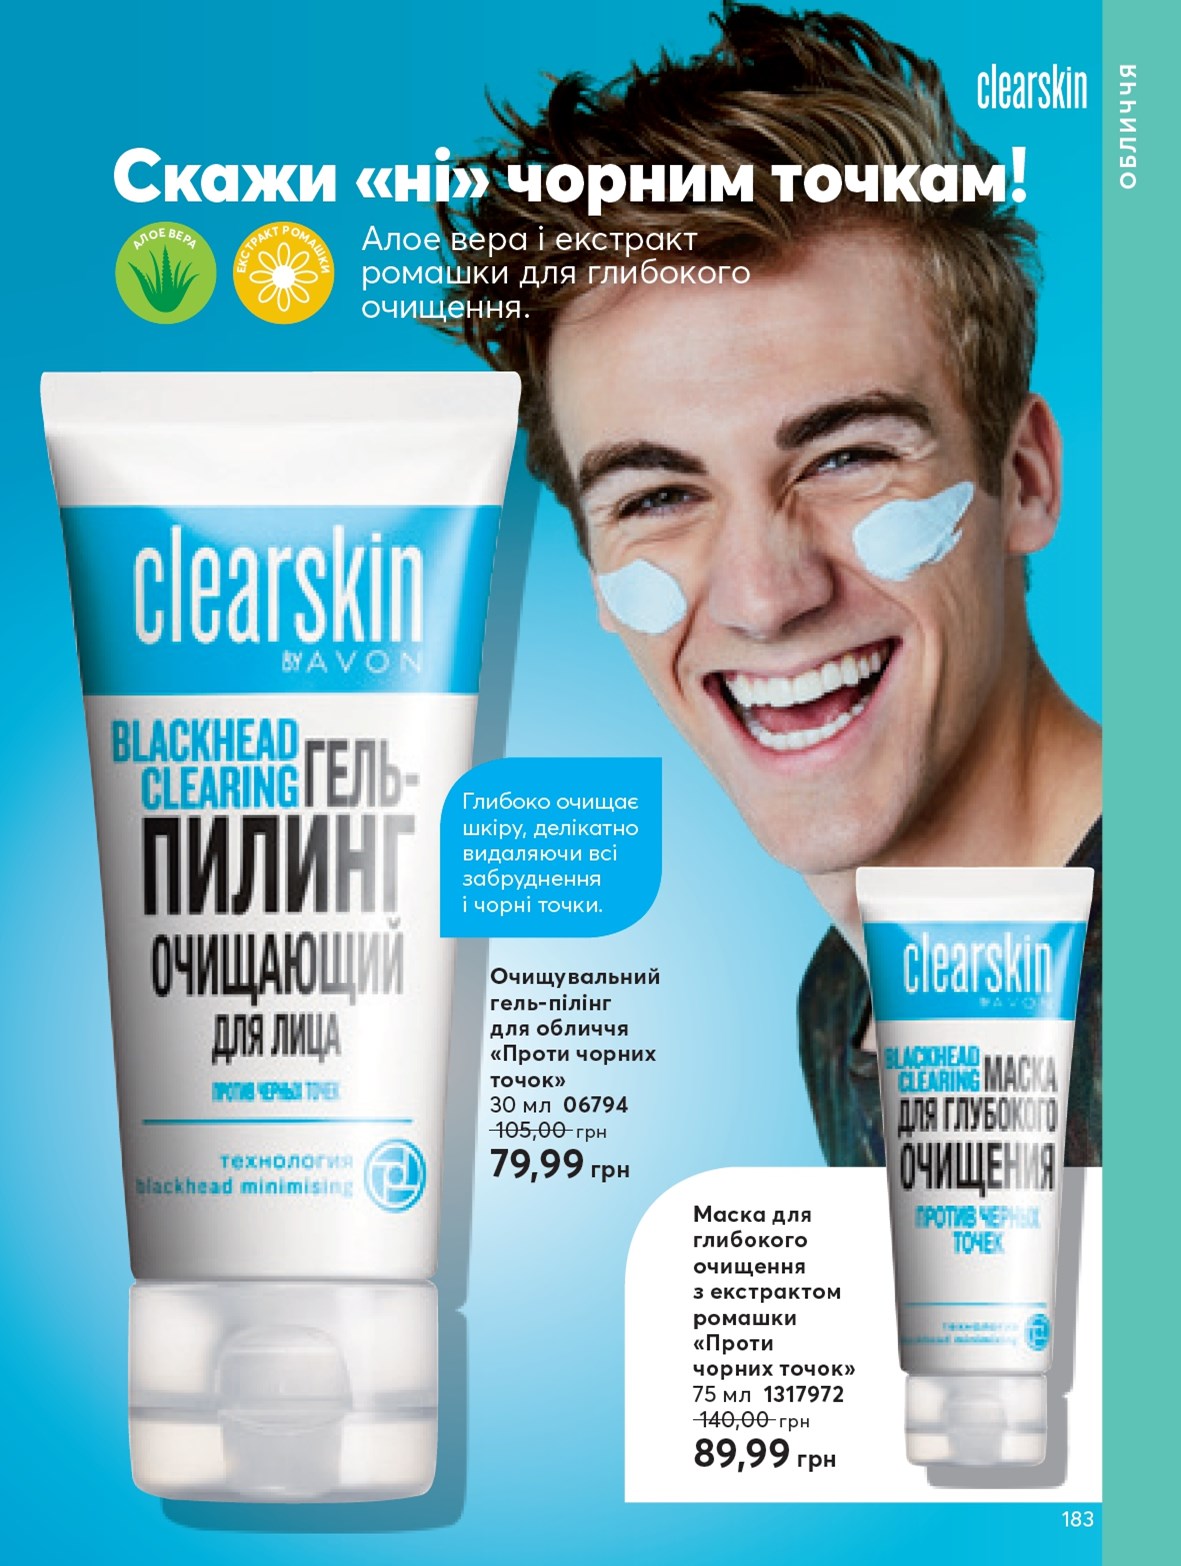 clearskin
ОБЛИЧЧЯ
Скажи «ні» чорним точкам!
АЛОЕ ВЕРА
ЕКСТРАКТ РОМАШКИ
Алое вера і екстракт
ромашки для глибокого
очищення.
clearskin
BY AVON
BLACKHEAD
CLEARING ГЕЛЬ-
ПИЛИНГ
ОЧИЩАЮЩИЙ
ДЛЯ ЛИЦА
ПРОТИВ ЧЕРНЫХ ТОЧЕК
технология
blackhead minimising
Глибоко очищає
шкіру, делікатно
видаляючи всі
забруднення
і чорні точки.
Очищувальний
гель-пілінг
для обличчя
«Проти чорних
точок»
30 мл 06794
105,00 грн
79,99 грн
clearskin
BY AVON
BLACKHEAD
CLEARING МАСКА
ДЛЯ ГЛУБОКОГО
ОЧИЩЕНИЯ
ПРОТИВ ЧЕРНЫХ
ТОЧЕК
технология
blackhead minimising
Маска для
глибокого
очищення
з екстрактом
ромашки
«Проти
чорних точок»
75 мл 1317972
140,00 грн
89,99 грн
183